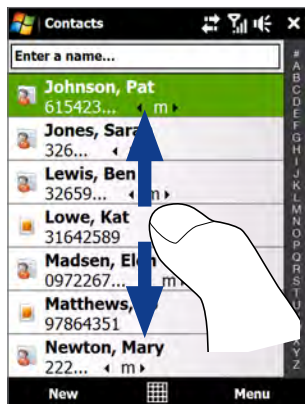 Contacts
Enter a name...
Johnson, Pat
615423... m
Jones, Sara
326...
Lewis, Ben
32659... m
Lowe, Kat
31642589
Madsen,
0972267... m
Matthews,
97864351
Newton, Mary
222... m
New Menu
#
A
B
C
D
E
F
G
H
I
J
K
L
M
N
O
P
Q
R
S
T
U
X
Y
Z